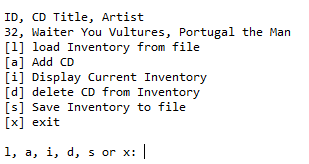 ID, CD Title, Artist
32, Waiter You Vultures, Portugal the Man
[l] load Inventory from file
[a] Add CD
[i] Display Current Inventory
[d] delete CD from Inventory
[s] Save Inventory to file
[x] exit
l, a, i, d, s or x: